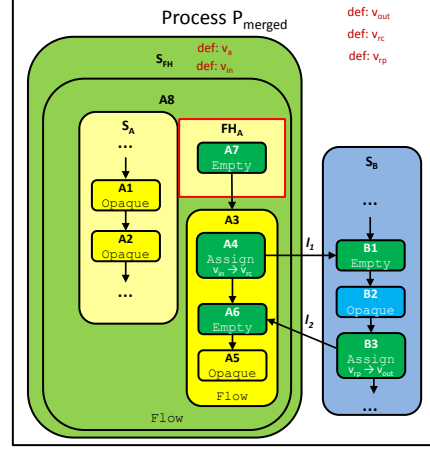 Process P_merged
def: v_out
def: v_rc
def: v_rp
S_FH
def: v_a
def: v_in
A8
S_A
...
A1
Opaque
A2
Opaque
...
FH_A
A7
Empty
A3
A4
Assign
v_in → v_rc
A6
Empty
A5
Opaque
Flow
Flow
l_1
l_2
S_B
...
B1
Empty
B2
Opaque
B3
Assign
v_rp → v_out
...